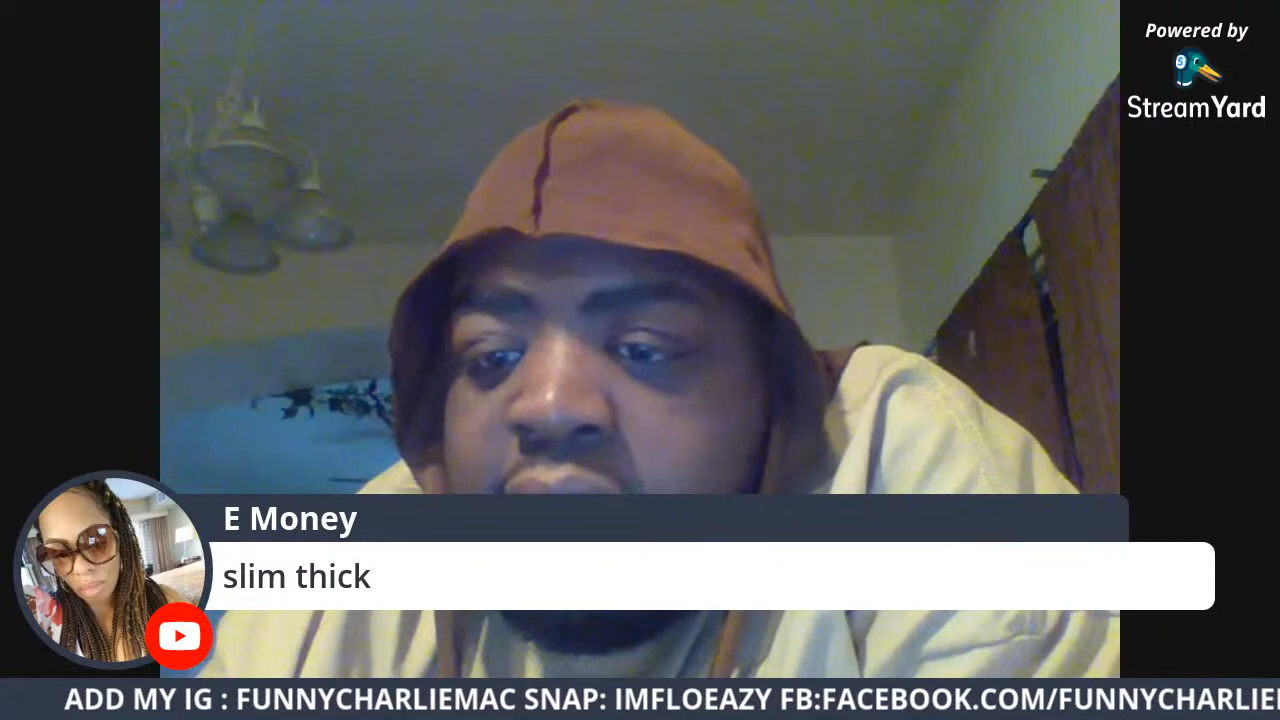 Powered by
StreamYard
E Money
slim thick
ADD MY IG : FUNNYCHARLIEMAC SNAP: IMFLOEAZY FB:FACEBOOK.COM/FUNNYCHARLIE